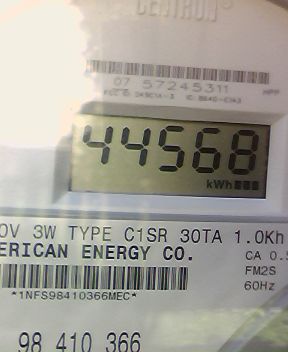 CENTRON
07 57245311
44568
kWh
0V 3W TYPE C1SR 30TA 1.0Kh
ERICAN ENERGY CO. CA 0.5
FM2S
*1NFS98410366MEC* 60Hz
98 410 366